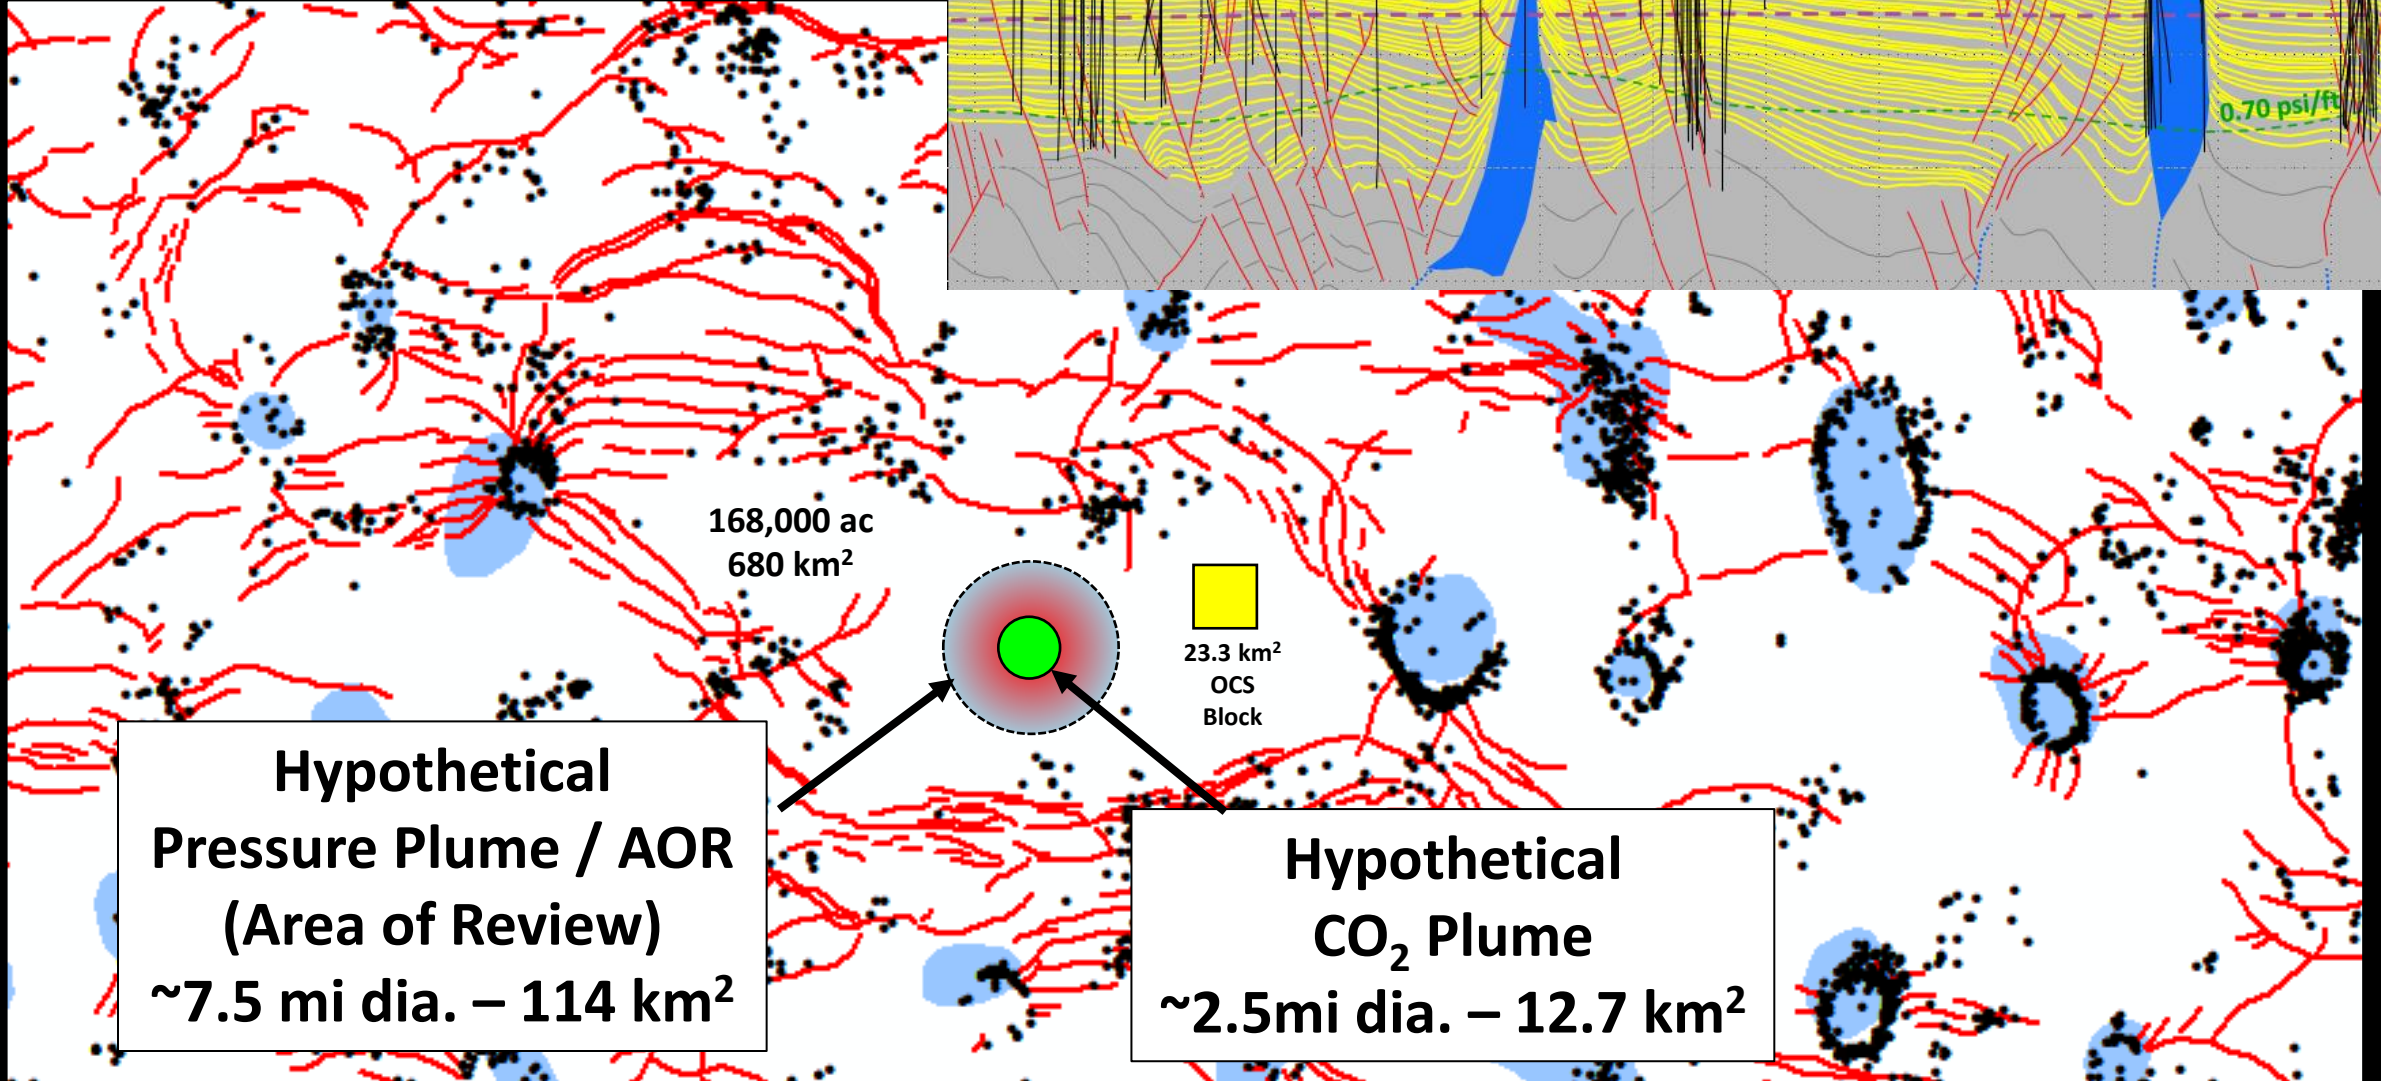 0.70 psi/ft
168,000 ac
680 km²
23.3 km²
OCS
Block
Hypothetical
Pressure Plume / AOR
(Area of Review)
~7.5 mi dia. – 114 km²
Hypothetical
CO₂ Plume
~2.5mi dia. – 12.7 km²